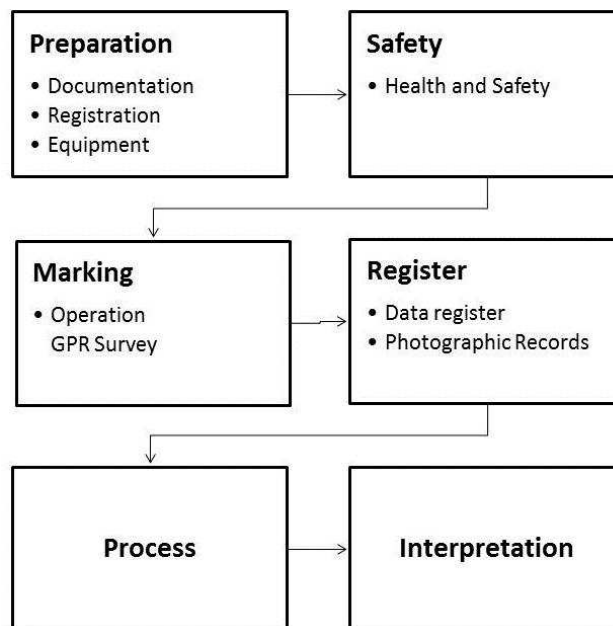 Preparation
• Documentation
• Registration
• Equipment
Safety
• Health and Safety
Marking
• Operation
GPR Survey
Register
• Data register
• Photographic Records
Process
Interpretation